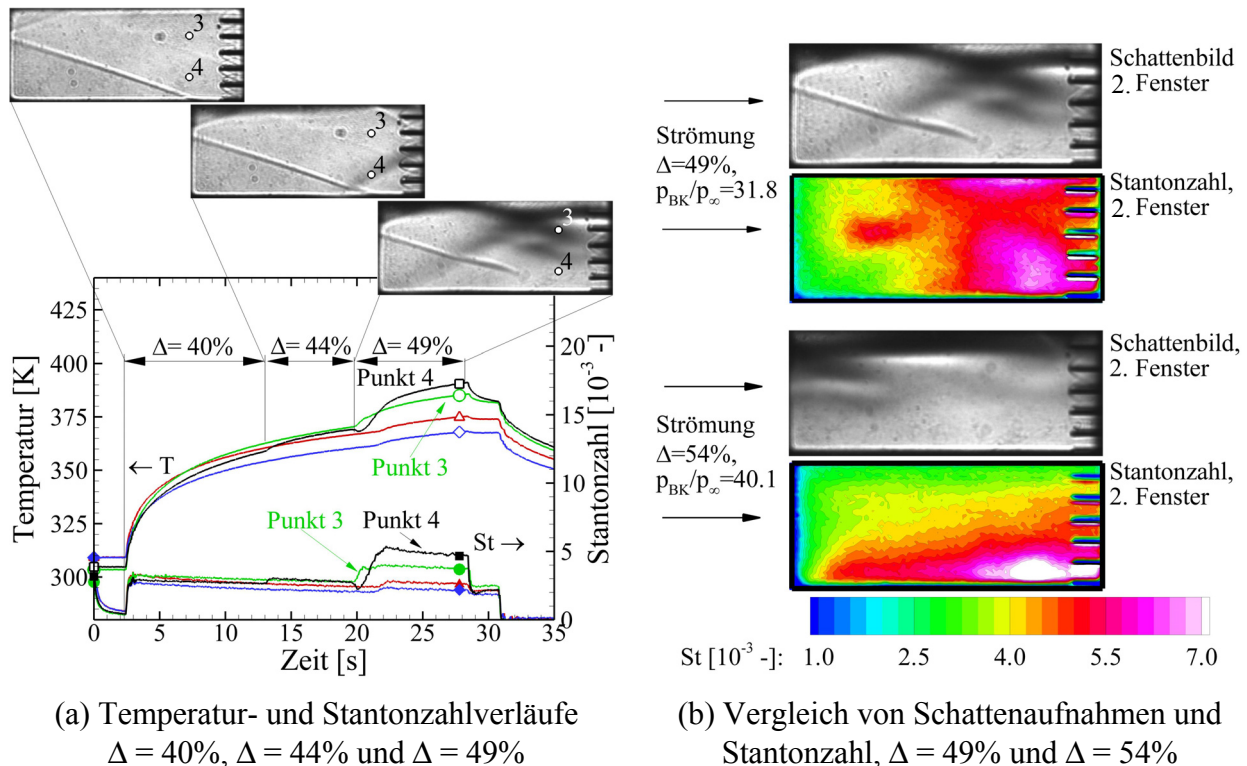 3
4
3
4
3
4
Temperatur [K]
425
400
375
350
325
300
Δ= 40%
Δ= 44%
Δ= 49%
Punkt 4
Punkt 3
← T
Punkt 3
Punkt 4
St →
20
15
10
5
0
Stantonzahl [10⁻³ -]
0 5 10 15 20 25 30 35
Zeit [s]
(a) Temperatur- und Stantonzahlverläufe
Δ = 40%, Δ = 44% und Δ = 49%
Schattenbild
2. Fenster
Strömung
Δ=49%,
p_BK/p_∞=31.8
Stantonzahl,
2. Fenster
Schattenbild,
2. Fenster
Strömung
Δ=54%,
p_BK/p_∞=40.1
Stantonzahl,
2. Fenster
St [10⁻³ -]: 1.0 2.5 4.0 5.5 7.0
(b) Vergleich von Schattenaufnahmen und
Stantonzahl, Δ = 49% und Δ = 54%